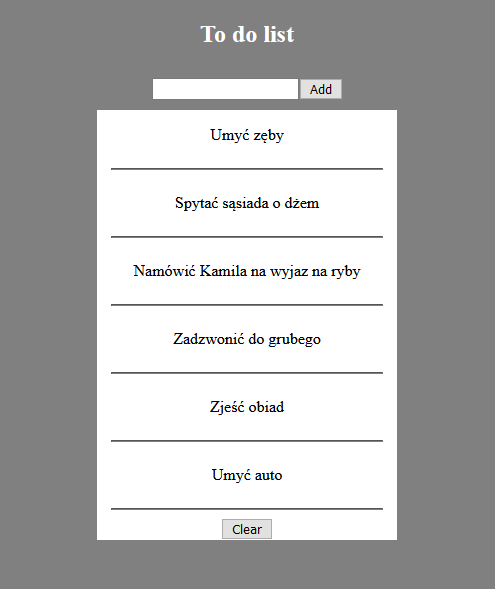 To do list
Add
Umyć zęby
Spytać sąsiada o dżem
Namówić Kamila na wyjaz na ryby
Zadzwonić do grubego
Zjeść obiad
Umyć auto
Clear